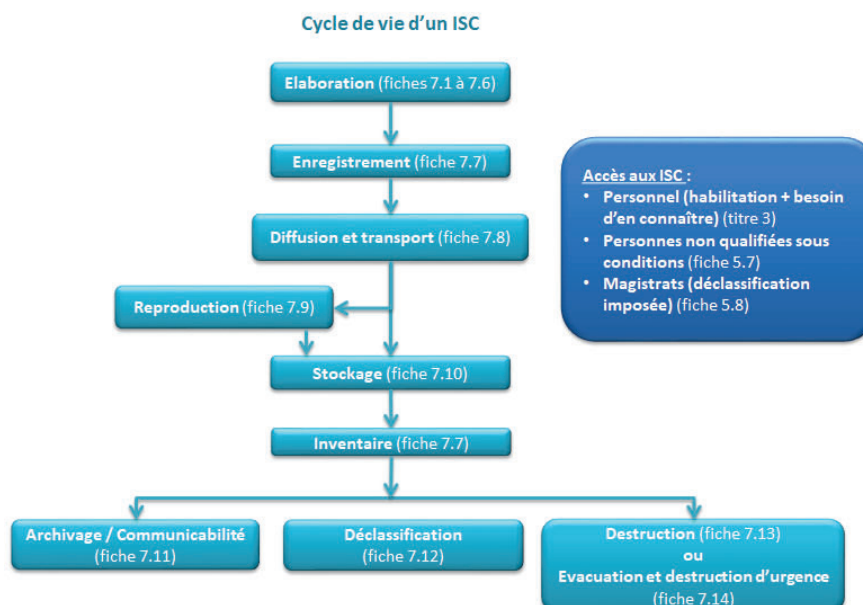 Cycle de vie d'un ISC
Elaboration (fiches 7.1 à 7.6)
Enregistrement (fiche 7.7)
Diffusion et transport (fiche 7.8)
Reproduction (fiche 7.9)
Stockage (fiche 7.10)
Inventaire (fiche 7.7)
Archivage / Communicabilité
(fiche 7.11)
Déclassification
(fiche 7.12)
Destruction (fiche 7.13)
ou
Evacuation et destruction d'urgence
(fiche 7.14)
Accès aux ISC :
• Personnel (habilitation + besoin
d'en connaître) (titre 3)
• Personnes non qualifiées sous
conditions (fiche 5.7)
• Magistrats (déclassification
imposée) (fiche 5.8)